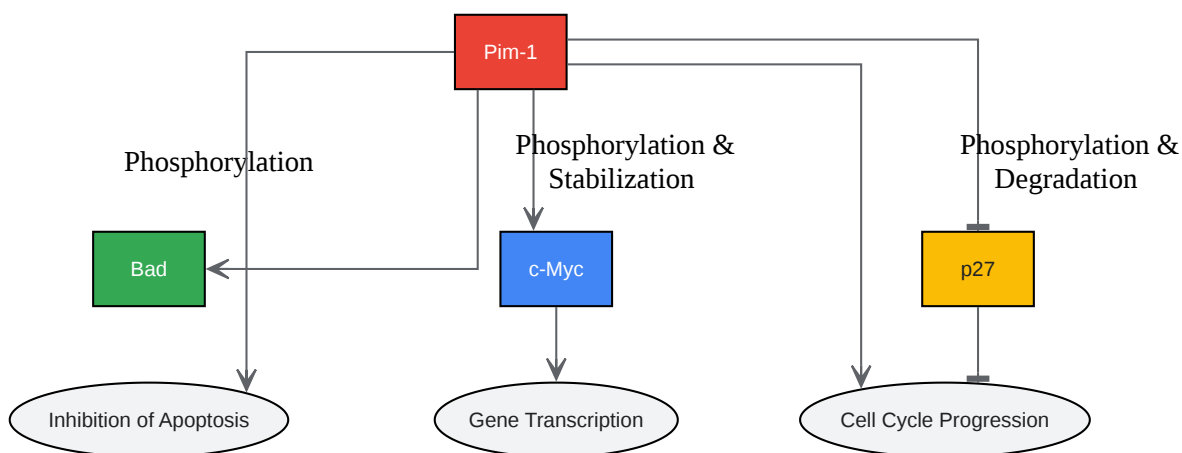 Pim-1
Phosphorylation
Phosphorylation &
Stabilization
Phosphorylation &
Degradation
Bad
c-Myc
p27
Inhibition of Apoptosis
Gene Transcription
Cell Cycle Progression